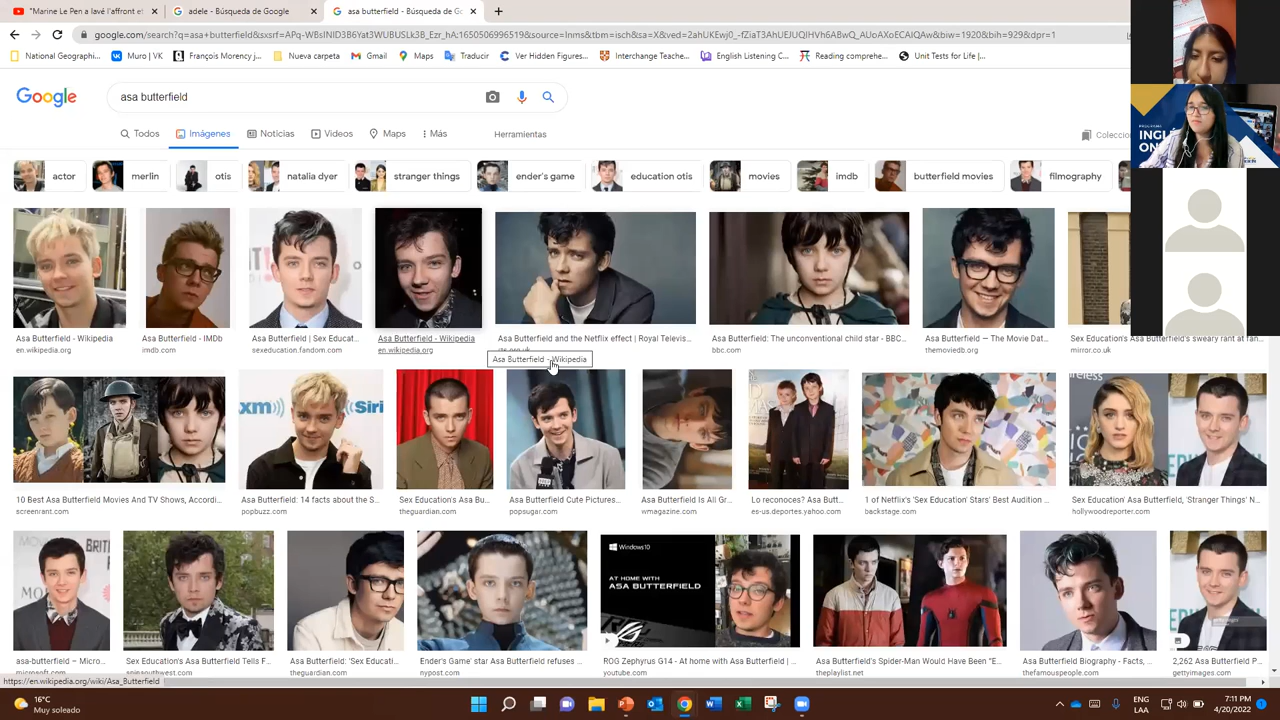 "Marine Le Pen a lavé l'affront et
adele - Búsqueda de Google
asa butterfield - Búsqueda de G
google.com/search?q=asa+butterfield&sxsrf=APq-WBsINID3B6Yat3WUBUSLk3B_Ezr_hA:1650506996519&source=lnms&tbm=isch&sa=X&ved=2ahUKEwj0_-fZiaT3AhUEJUQIHVh6ABwQ_AUoAXoECAIQAw&biw=1920&bih=929&dpr=1
National Geographi...
Muro | VK
François Morency j...
Nueva carpeta
Gmail
Maps
Traducir
Ver Hidden Figures...
Interchange Teache...
English Listening C...
Reading comprehe...
Unit Tests for Life |...
Google
asa butterfield
Todos
Imágenes
Noticias
Videos
Maps
Más
Herramientas
Coleccio
actor
merlin
otis
natalia dyer
stranger things
ender's game
education otis
movies
imdb
butterfield movies
filmography
Asa Butterfield - Wikipedia
en.wikipedia.org
Asa Butterfield - IMDb
imdb.com
Asa Butterfield | Sex Educat...
sexeducation.fandom.com
Asa Butterfield - Wikipedia
en.wikipedia.org
Asa Butterfield and the Netflix effect | Royal Televis...
Asa Butterfield: The unconventional child star - BBC...
bbc.com
Asa Butterfield — The Movie Dat...
themoviedb.org
Sex Education's Asa Butterfield's sweary rant at
mirror.co.uk
Asa Butterfield - Wikipedia
10 Best Asa Butterfield Movies And TV Shows, Accordi...
screenrant.com
Asa Butterfield: 14 facts about the S...
popbuzz.com
Sex Education's Asa Bu...
theguardian.com
Asa Butterfield Cute Pictures...
popsugar.com
Asa Butterfield Is All Gr...
wmagazine.com
Lo reconoces? Asa Butt...
es-us.deportes.yahoo.com
1 of Netflix's 'Sex Education' Stars' Best Audition ...
backstage.com
Sex Education' Asa Butterfield, 'Stranger Things' N...
hollywoodreporter.com
Windows10
AT HOME WITH
ASA BUTTERFIELD
asa-butterfield – Micro...
microsoft.com
Sex Education's Asa Butterfield Tells F...
Asa Butterfield: 'Sex Educati...
theguardian.com
Ender's Game' star Asa Butterfield refuses ...
nypost.com
ROG Zephyrus G14 - At home with Asa Butterfield | ...
youtube.com
Asa Butterfield's Spider-Man Would Have Been "E...
theplaylist.net
Asa Butterfield Biography - Facts, ...
thefamouspeople.com
2,262 Asa Butterfield P...
gettyimages.com
https://en.wikipedia.org/wiki/Asa_Butterfield
16°C
Muy soleado
ENG
LAA
7:11 PM
4/20/2022
PROGRAMA
INGLÉ
ON